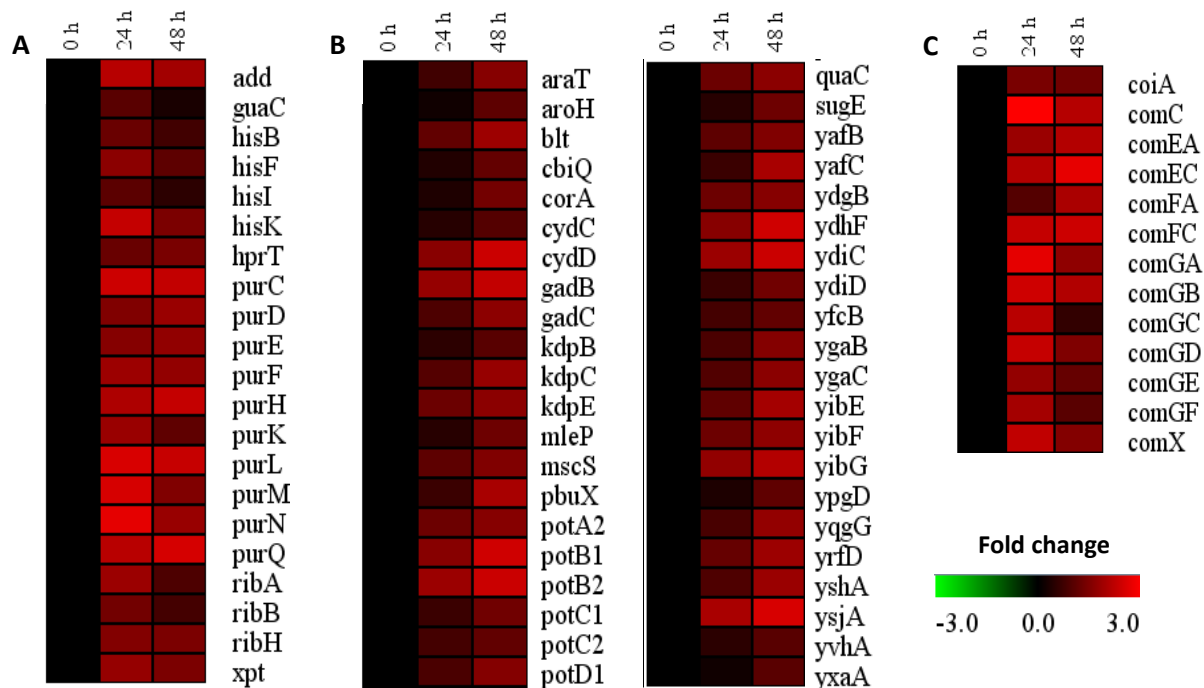 A
0 h
24 h
48 h
add
guaC
hisB
hisF
hisI
hisK
hprT
purC
purD
purE
purF
purH
purK
purL
purM
purN
purQ
ribA
ribB
ribH
xpt
B
0 h
24 h
48 h
araT
aroH
blt
cbiQ
corA
cydC
cydD
gadB
gadC
kdpB
kdpC
kdpE
mleP
mscS
pbuX
potA2
potB1
potB2
potC1
potC2
potD1
0 h
24 h
48 h
quaC
sugE
yafB
yafC
ydgB
ydhF
ydiC
ydiD
yfcB
ygaB
ygaC
yibE
yibF
yibG
ypgD
yqgG
yrfD
yshA
ysjA
yvhA
yxaA
C
0 h
24 h
48 h
coiA
comC
comEA
comEC
comFA
comFC
comGA
comGB
comGC
comGD
comGE
comGF
comX
Fold change
-3.0 0.0 3.0